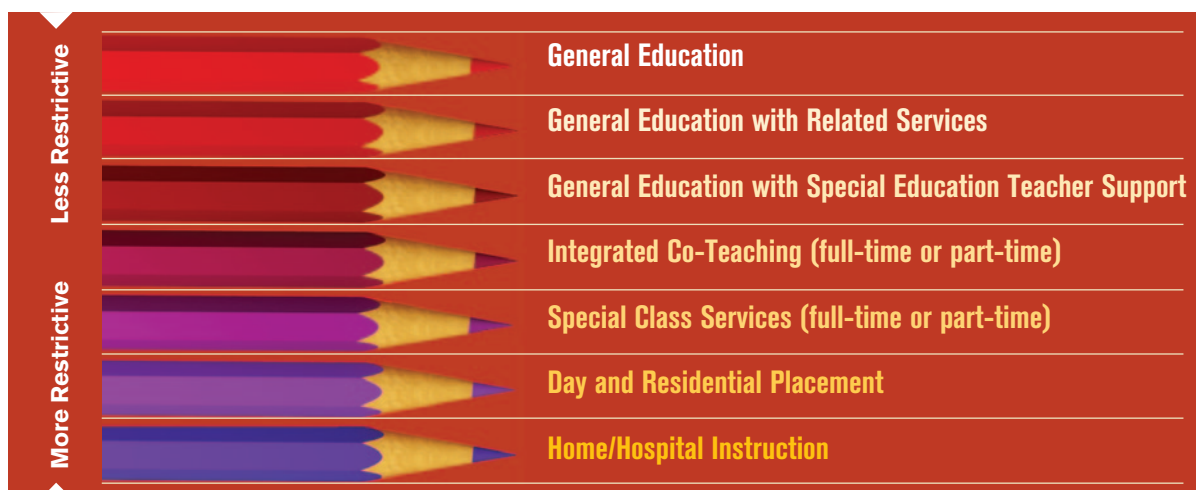 Less Restrictive
General Education
General Education with Related Services
General Education with Special Education Teacher Support
Integrated Co-Teaching (full-time or part-time)
More Restrictive
Special Class Services (full-time or part-time)
Day and Residential Placement
Home/Hospital Instruction